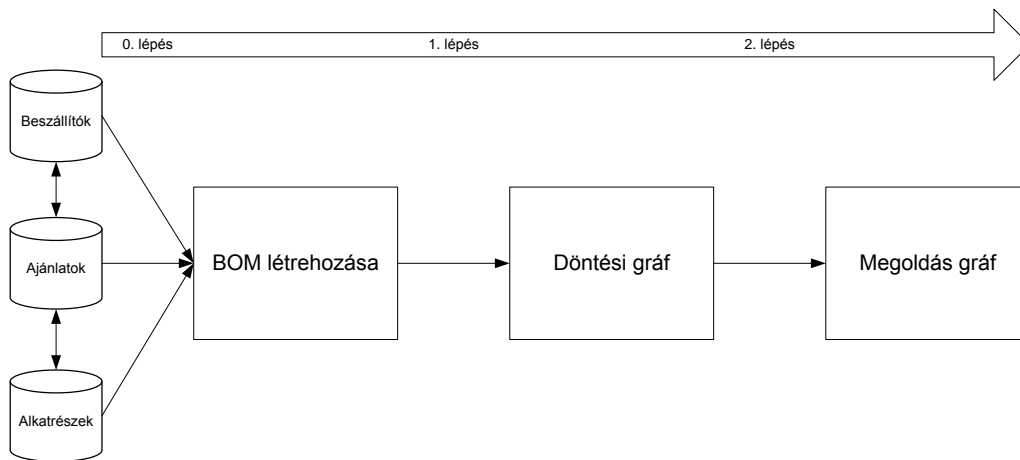 0. lépés
1. lépés
2. lépés
Beszállítók
Ajánlatok
Alkatrészek
BOM létrehozása
Döntési gráf
Megoldás gráf